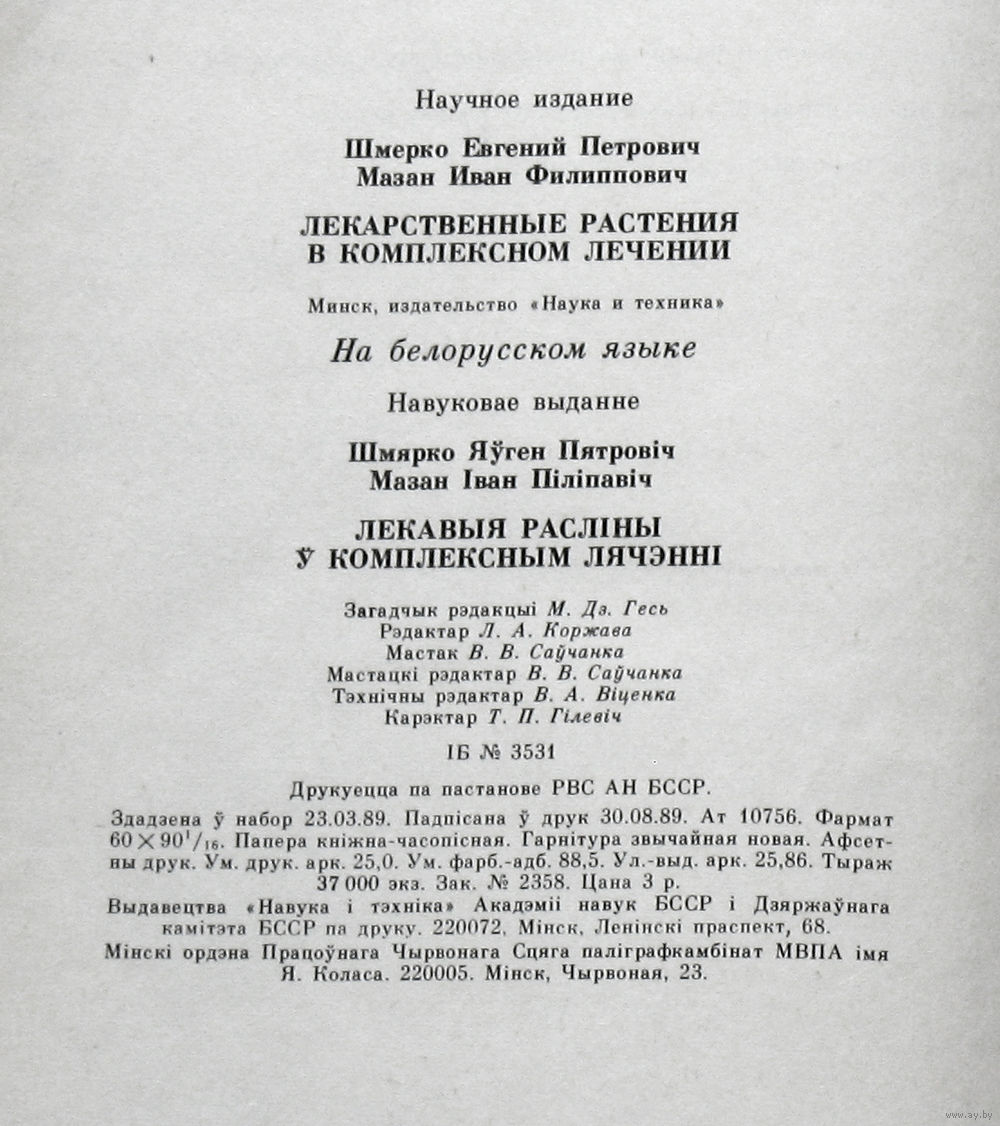 Научное издание
Шмерко Евгений Петрович
Мазан Иван Филиппович
ЛЕКАРСТВЕННЫЕ РАСТЕНИЯ
В КОМПЛЕКСНОМ ЛЕЧЕНИИ
Минск, издательство «Наука и техника»
На белорусском языке
Навуковае выданне
Шмярко Яўген Пятровіч
Мазан Іван Піліпавіч
ЛЕКАВЫЯ РАСЛІНЫ
Ў КОМПЛЕКСНЫМ ЛЯЧЭННІ
Загадчык рэдакцыі М. Дз. Гесь
Рэдактар Л. А. Коржава
Мастак В. В. Саўчанка
Мастацкі рэдактар В. В. Саўчанка
Тэхнічны рэдактар В. А. Віценка
Карэктар Т. П. Гілевіч
ІБ № 3531
Друкуецца па пастанове РВС АН БССР.
Здадзена ў набор 23.03.89. Падпісана ў друк 30.08.89. Ат 10756. Фармат
60×90¹/₁₆. Папера кніжна-часопісная. Гарнітура звычайная новая. Афсет-
ны друк. Ум. друк. арк. 25,0. Ум. фарб.-адб. 88,5. Ул.-выд. арк. 25,86. Тыраж
37 000 экз. Зак. № 2358. Цана 3 р.
Выдавецтва «Навука і тэхніка» Акадэміі навук БССР і Дзяржаўнага
камітэта БССР па друку. 220072, Мінск, Ленінскі праспект, 68.
Мінскі ордэна Працоўнага Чырвонага Сцяга паліграфкамбінат МВПА імя
Я. Коласа. 220005. Мінск, Чырвоная, 23.
www.ay.by